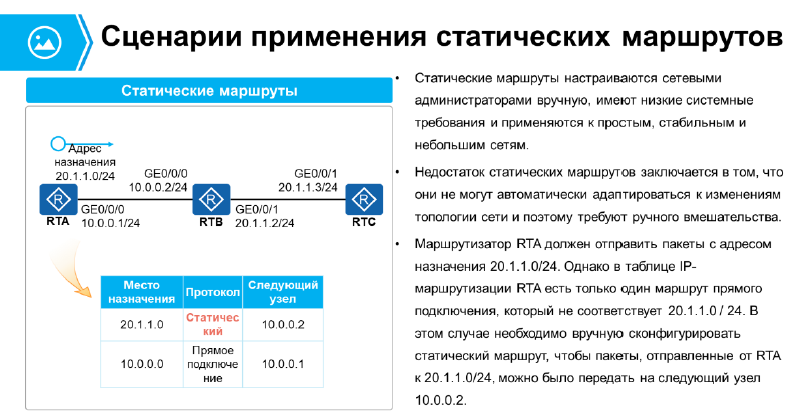 Сценарии применения статических маршрутов
Статические маршруты
Адрес
назначения
20.1.1.0/24
GE0/0/0
10.0.0.2/24
GE0/0/1
20.1.1.3/24
R
R
R
RTA
GE0/0/0
10.0.0.1/24
RTB
GE0/0/1
20.1.1.2/24
RTC
Место
назначения
Протокол
Следующий
узел
20.1.1.0
Статичес
кий
10.0.0.2
10.0.0.0
Прямое
подключе
ние
10.0.0.1
• Статические маршруты настраиваются сетевыми
администраторами вручную, имеют низкие системные
требования и применяются к простым, стабильным и
небольшим сетям.
• Недостаток статических маршрутов заключается в том, что
они не могут автоматически адаптироваться к изменениям
топологии сети и поэтому требуют ручного вмешательства.
• Маршрутизатор RTA должен отправить пакеты с адресом
назначения 20.1.1.0/24. Однако в таблице IP-
маршрутизации RTA есть только один маршрут прямого
подключения, который не соответствует 20.1.1.0 / 24. В
этом случае необходимо вручную сконфигурировать
статический маршрут, чтобы пакеты, отправленные от RTA
к 20.1.1.0/24, можно было передать на следующий узел
10.0.0.2.